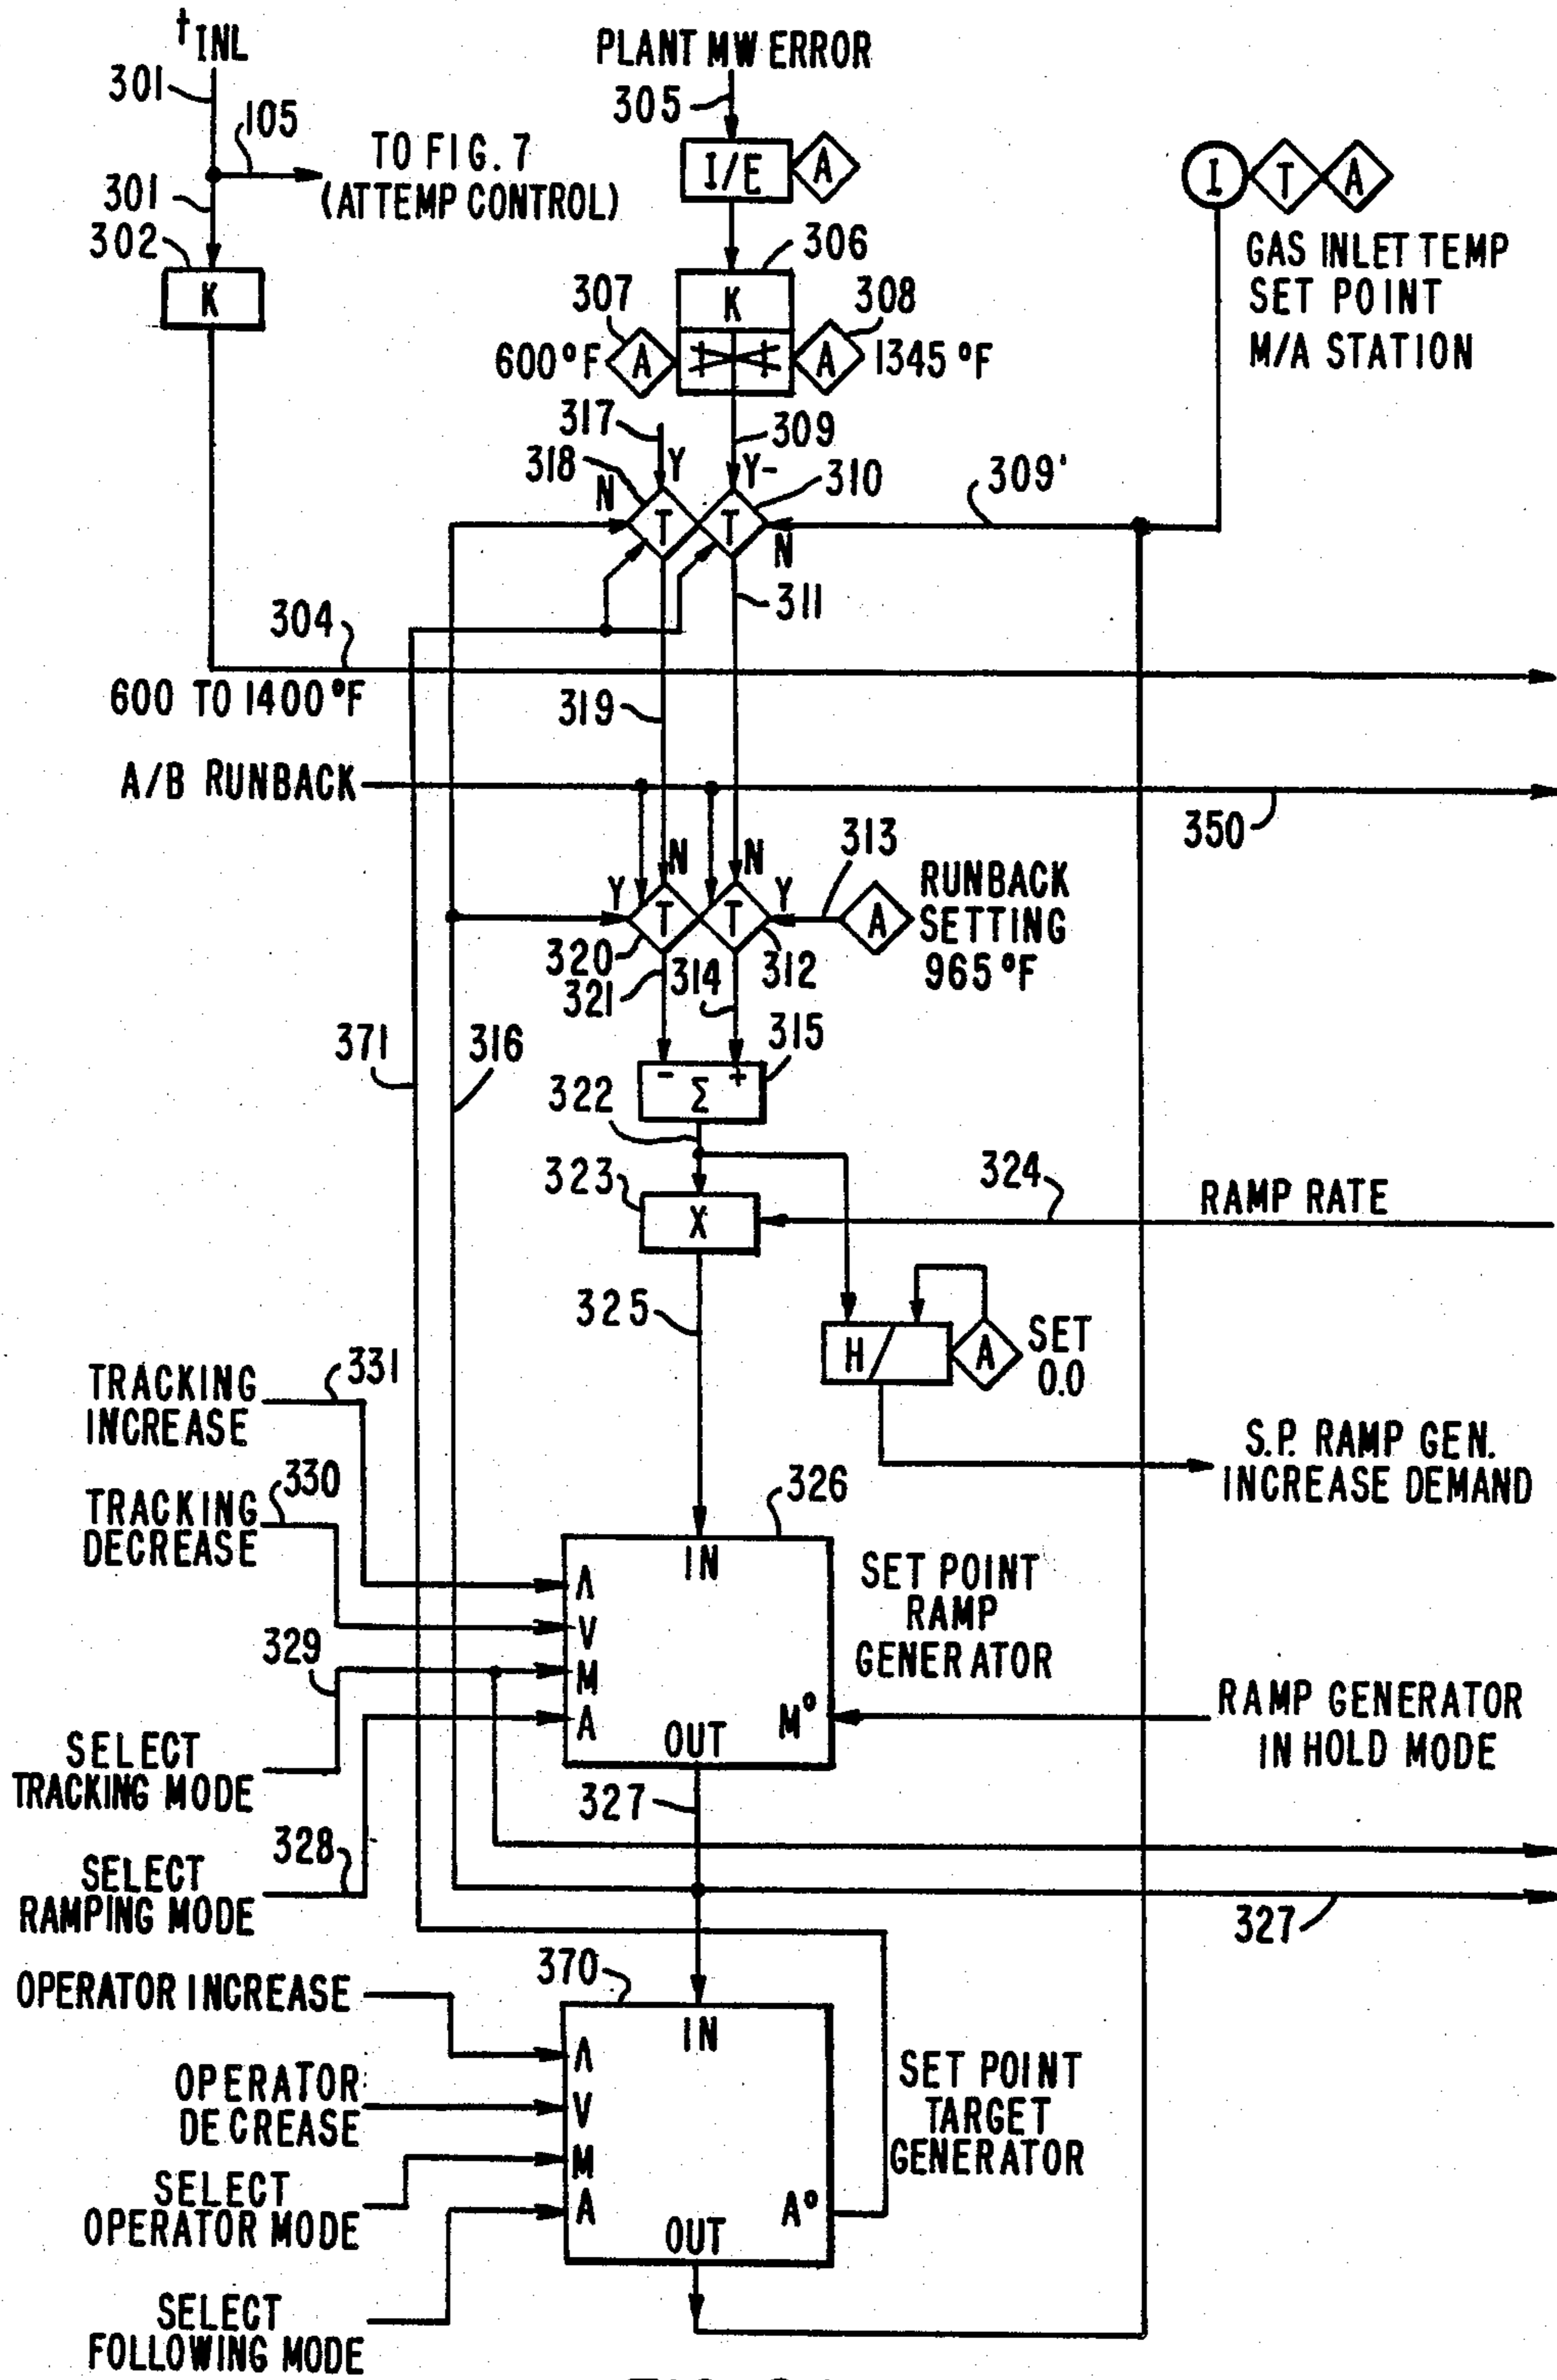 tINL
PLANT MW ERROR
301
305
105
TO FIG. 7
(ATTEMP CONTROL)
I/E
A
I
T
A
301
302
K
306
K
GAS INLET TEMP
SET POINT
M/A STATION
307
308
600°F
A
A
1345 °F
317
309
318
Y
Y-
310
309'
N
T
T
N
311
304
600 TO 1400°F
319
A/B RUNBACK
350
313
N
N
RUNBACK
SETTING
965°F
Y
Y
T
T
A
320
312
321
314
371
316
315
-
+
Σ
322
323
324
RAMP RATE
X
325
H/
A
SET
0.0
TRACKING
INCREASE
331
S.P. RAMP GEN.
INCREASE DEMAND
TRACKING
DECREASE
330
326
IN
SET POINT
RAMP
GENERATOR
Λ
V
329
M
A
M°
RAMP GENERATOR
IN HOLD MODE
OUT
SELECT
TRACKING MODE
327
SELECT
RAMPING MODE
328
327
OPERATOR INCREASE
370
IN
Λ
OPERATOR
DECREASE
V
SET POINT
TARGET
GENERATOR
M
SELECT
OPERATOR MODE
A
A°
OUT
SELECT
FOLLOWING MODE